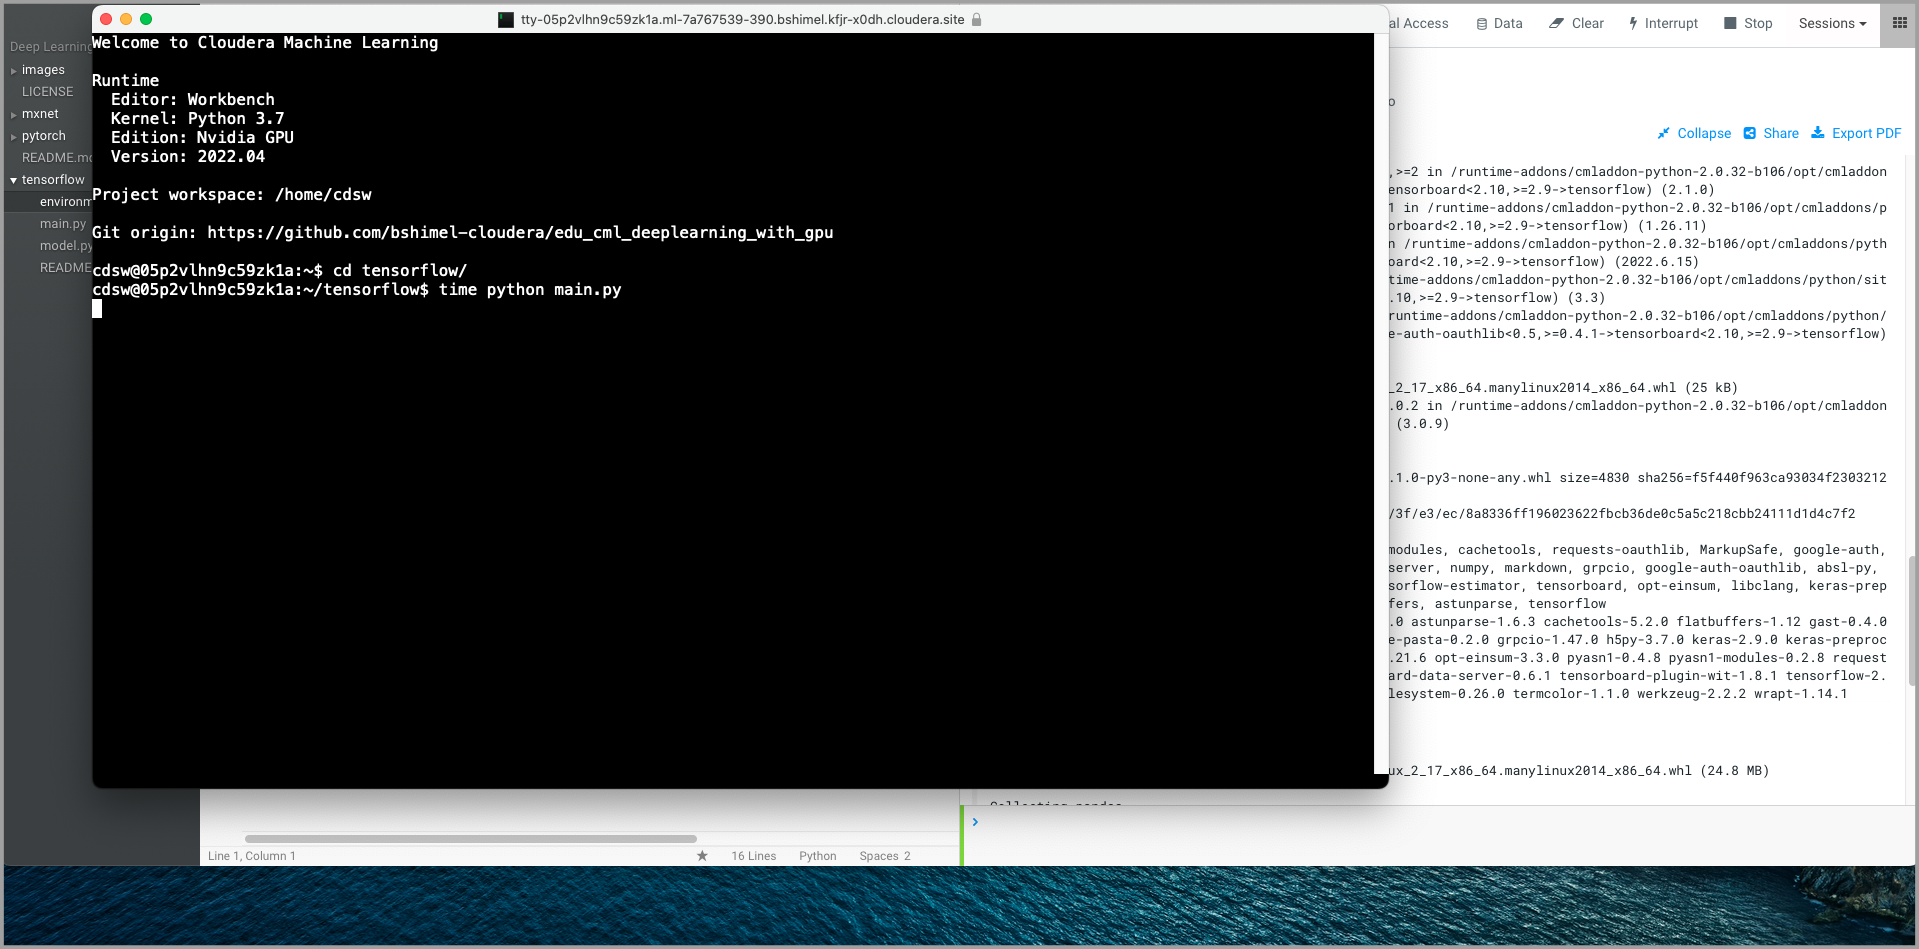 tty-05p2vlhn9c59zk1a.ml-7a767539-390.bshimel.kfjr-x0dh.cloudera.site
Welcome to Cloudera Machine Learning
Runtime
Editor: Workbench
Kernel: Python 3.7
Edition: Nvidia GPU
Version: 2022.04
Project workspace: /home/cdsw
Git origin: https://github.com/bshimel-cloudera/edu_cml_deeplearning_with_gpu
cdsw@05p2vlhn9c59zk1a:~$ cd tensorflow/
cdsw@05p2vlhn9c59zk1a:~/tensorflow$ time python main.py
Deep Learning
images
LICENSE
mxnet
pytorch
README.m
tensorflow
environm
main.py
model.py
README
al Access Data Clear Interrupt Stop Sessions
o
Collapse Share Export PDF
,>=2 in /runtime-addons/cmladdon-python-2.0.32-b106/opt/cmladdon
ensorboard<2.10,>=2.9->tensorflow) (2.1.0)
1 in /runtime-addons/cmladdon-python-2.0.32-b106/opt/cmladdons/p
orboard<2.10,>=2.9->tensorflow) (1.26.11)
n /runtime-addons/cmladdon-python-2.0.32-b106/opt/cmladdons/pyth
oard<2.10,>=2.9->tensorflow) (2022.6.15)
time-addons/cmladdon-python-2.0.32-b106/opt/cmladdons/python/sit
.10,>=2.9->tensorflow) (3.3)
runtime-addons/cmladdon-python-2.0.32-b106/opt/cmladdons/python/
e-auth-oauthlib<0.5,>=0.4.1->tensorboard<2.10,>=2.9->tensorflow)
_2_17_x86_64.manylinux2014_x86_64.whl (25 kB)
.0.2 in /runtime-addons/cmladdon-python-2.0.32-b106/opt/cmladdon
(3.0.9)
.1.0-py3-none-any.whl size=4830 sha256=f5f440f963ca93034f2303212
/3f/e3/ec/8a8336ff196023622fbcb36de0c5a5c218cbb24111d1d4c7f2
modules, cachetools, requests-oauthlib, MarkupSafe, google-auth,
server, numpy, markdown, grpcio, google-auth-oauthlib, absl-py,
sorflow-estimator, tensorboard, opt-einsum, libclang, keras-prep
fers, astunparse, tensorflow
.0 astunparse-1.6.3 cachetools-5.2.0 flatbuffers-1.12 gast-0.4.0
e-pasta-0.2.0 grpcio-1.47.0 h5py-3.7.0 keras-2.9.0 keras-preproc
.21.6 opt-einsum-3.3.0 pyasn1-0.4.8 pyasn1-modules-0.2.8 request
ard-data-server-0.6.1 tensorboard-plugin-wit-1.8.1 tensorflow-2.
lesystem-0.26.0 termcolor-1.1.0 werkzeug-2.2.2 wrapt-1.14.1
ux_2_17_x86_64.manylinux2014_x86_64.whl (24.8 MB)
Line 1, Column 1 ★ 16 Lines Python Spaces 2